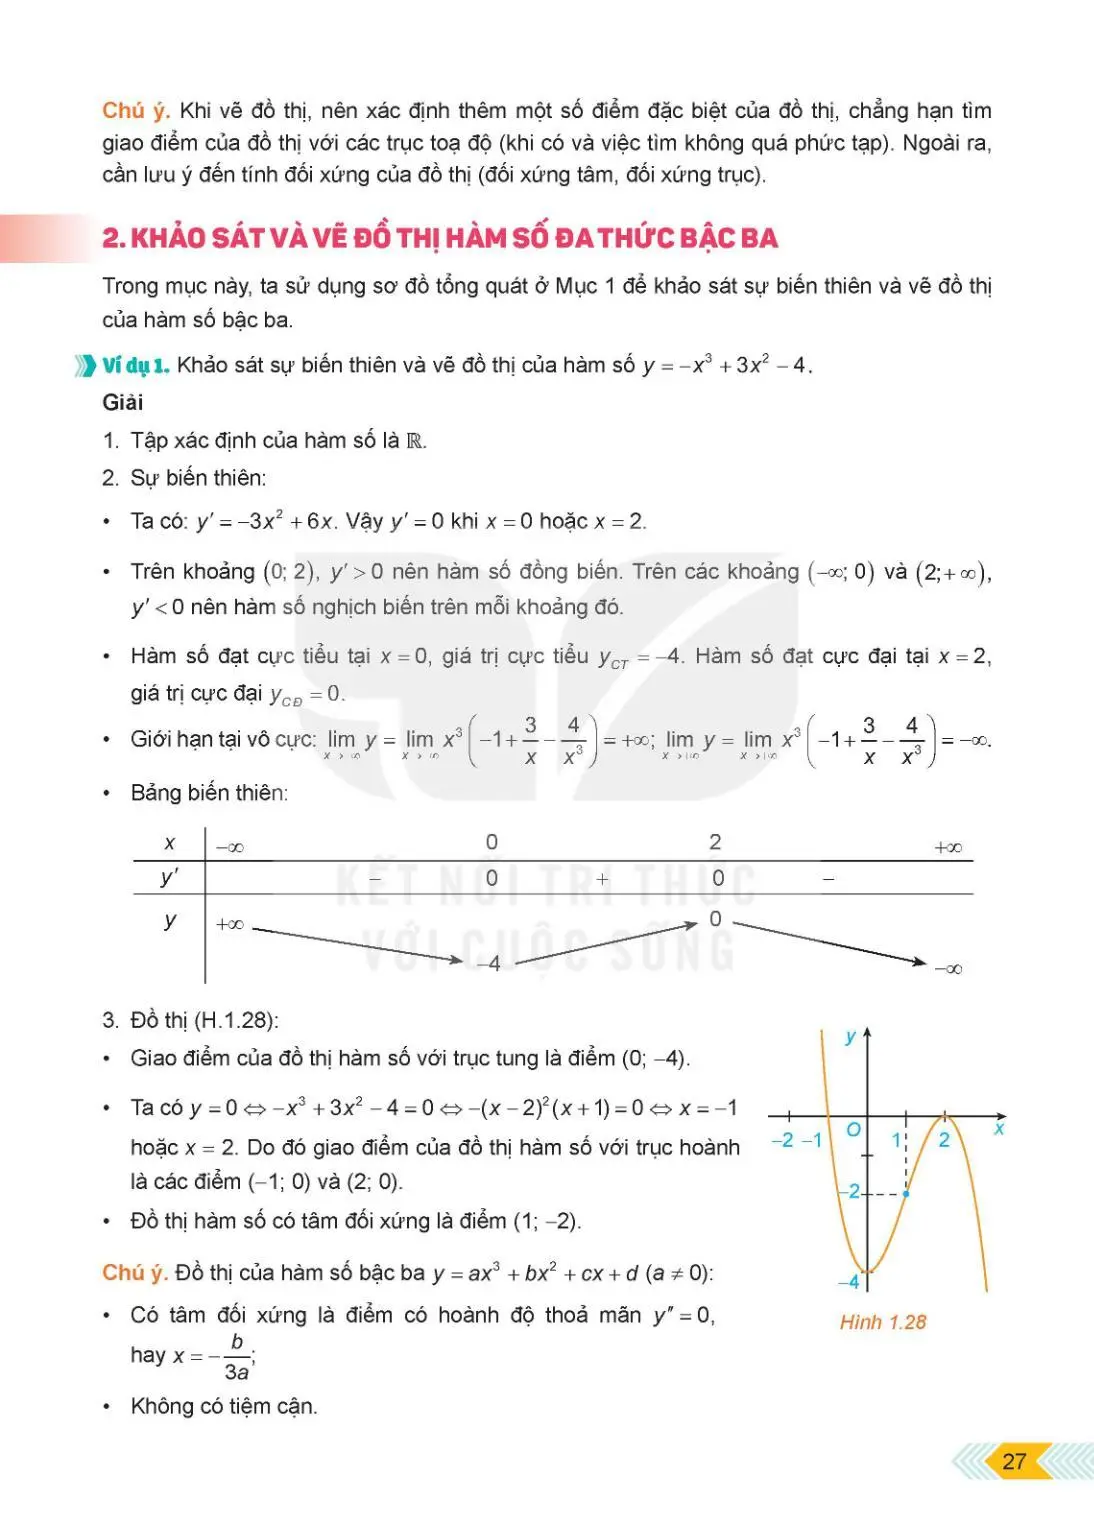 Chú ý. Khi vẽ đồ thị, nên xác định thêm một số điểm đặc biệt của đồ thị, chẳng hạn tìm
giao điểm của đồ thị với các trục toạ độ (khi có và việc tìm không quá phức tạp). Ngoài ra,
cần lưu ý đến tính đối xứng của đồ thị (đối xứng tâm, đối xứng trục).
2. KHẢO SÁT VÀ VẼ ĐỒ THỊ HÀM SỐ ĐA THỨC BẬC BA
Trong mục này, ta sử dụng sơ đồ tổng quát ở Mục 1 để khảo sát sự biến thiên và vẽ đồ thị
của hàm số bậc ba.
Ví dụ 1. Khảo sát sự biến thiên và vẽ đồ thị của hàm số y = −x³ + 3x² − 4.
Giải
1. Tập xác định của hàm số là ℝ.
2. Sự biến thiên:
• Ta có: y′ = −3x² + 6x. Vậy y′ = 0 khi x = 0 hoặc x = 2.
• Trên khoảng (0; 2), y′ > 0 nên hàm số đồng biến. Trên các khoảng (−∞; 0) và (2; + ∞),
y′ < 0 nên hàm số nghịch biến trên mỗi khoảng đó.
• Hàm số đạt cực tiểu tại x = 0, giá trị cực tiểu y_CT = −4. Hàm số đạt cực đại tại x = 2,
giá trị cực đại y_CĐ = 0.
• Giới hạn tại vô cực: lim_{x→−∞} y = lim_{x→−∞} x³(−1 + 3/x − 4/x³) = +∞; lim_{x→+∞} y = lim_{x→+∞} x³(−1 + 3/x − 4/x³) = −∞.
• Bảng biến thiên:
x −∞ 0 2 +∞
y′ − 0 + 0 −
y +∞ −4 0 −∞
KẾT NỐI TRI THỨC
VỚI CUỘC SỐNG
3. Đồ thị (H.1.28):
• Giao điểm của đồ thị hàm số với trục tung là điểm (0; −4).
• Ta có y = 0 ⇔ −x³ + 3x² − 4 = 0 ⇔ −(x − 2)²(x + 1) = 0 ⇔ x = −1
hoặc x = 2. Do đó giao điểm của đồ thị hàm số với trục hoành
là các điểm (−1; 0) và (2; 0).
• Đồ thị hàm số có tâm đối xứng là điểm (1; −2).
y
−2 −1 O 1 2 x
−2
−4
Hình 1.28
Chú ý. Đồ thị của hàm số bậc ba y = ax³ + bx² + cx + d (a ≠ 0):
• Có tâm đối xứng là điểm có hoành độ thoả mãn y″ = 0,
hay x = −b/3a;
• Không có tiệm cận.
27